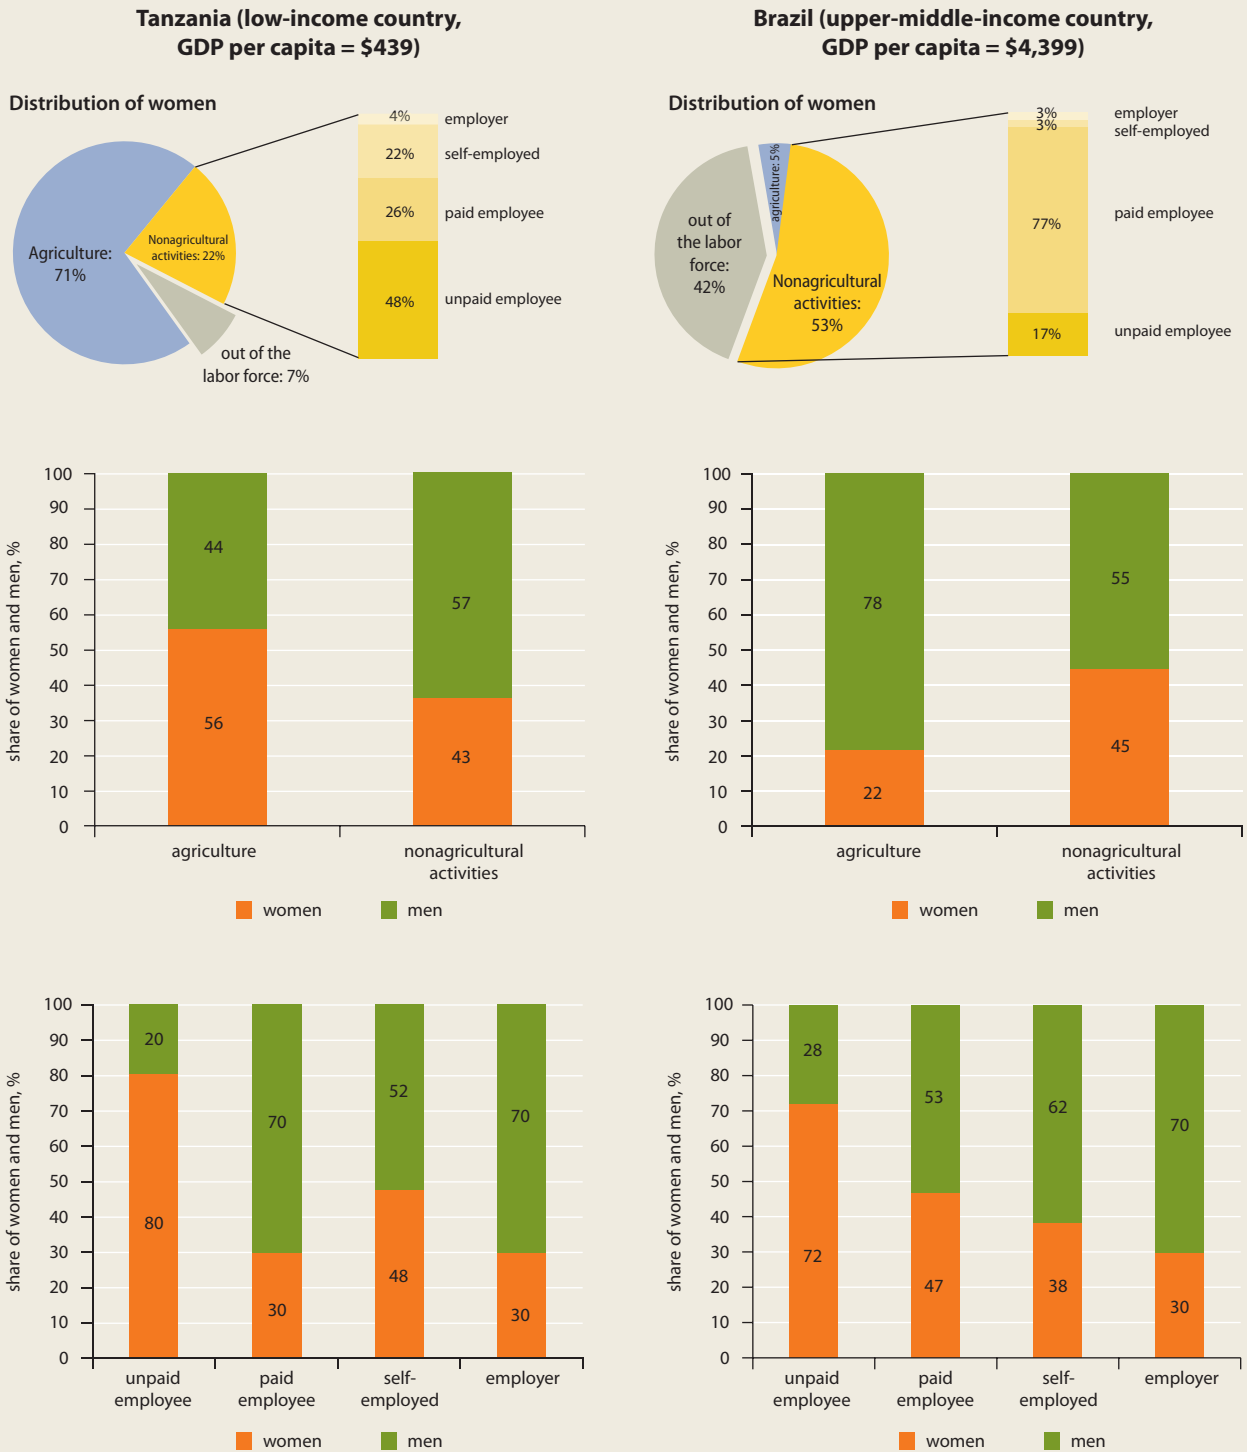 Tanzania (low-income country,
GDP per capita = $439)
Distribution of women
Agriculture:
71%
Nonagricultural
activities: 22%
out of the
labor force: 7%
4%
employer
22%
self-employed
26%
paid employee
48%
unpaid employee
Brazil (upper-middle-income country,
GDP per capita = $4,399)
Distribution of women
out of
the labor
force:
42%
agriculture: 5%
Nonagricultural
activities:
53%
3%
employer
3%
self-employed
77%
paid employee
17%
unpaid employee
share of women and men, %
100
90
80
70
60
50
40
30
20
10
0
44
56
57
43
agriculture
nonagricultural
activities
women
men
share of women and men, %
100
90
80
70
60
50
40
30
20
10
0
78
22
55
45
agriculture
nonagricultural
activities
women
men
share of women and men, %
100
90
80
70
60
50
40
30
20
10
0
20
80
70
30
52
48
70
30
unpaid
employee
paid
employee
self-
employed
employer
women
men
share of women and men, %
100
90
80
70
60
50
40
30
20
10
0
28
72
53
47
62
38
70
30
unpaid
employee
paid
employee
self-
employed
employer
women
men